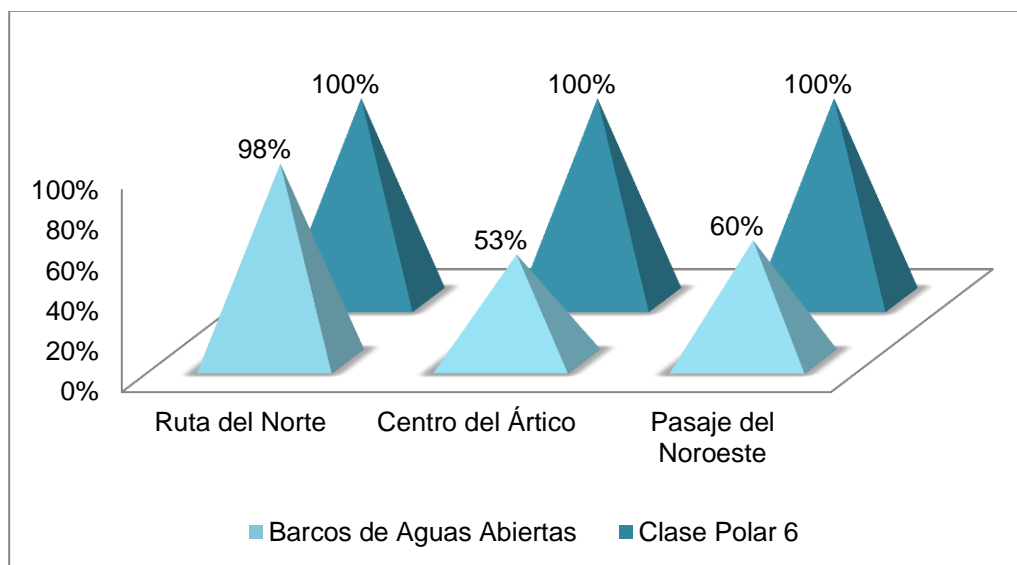 100%
100%
100%
98%
53%
60%
100%
80%
60%
40%
20%
0%
Ruta del Norte
Centro del Ártico
Pasaje del
Noroeste
Barcos de Aguas Abiertas
Clase Polar 6